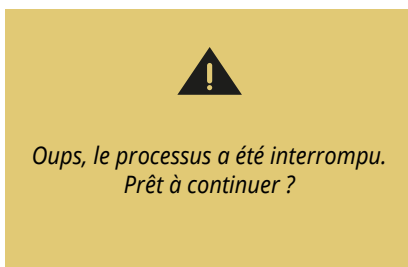 Oups, le processus a été interrompu.
Prêt à continuer ?